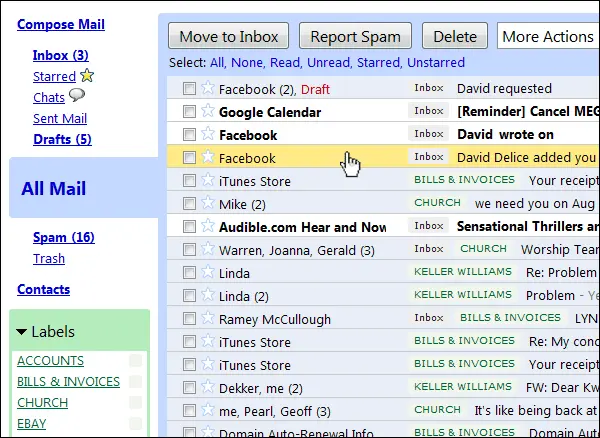 Compose Mail
Inbox (3)
Starred
Chats
Sent Mail
Drafts (5)
All Mail
Spam (16)
Trash
Contacts
Labels
ACCOUNTS
BILLS & INVOICES
CHURCH
EBAY
Move to Inbox Report Spam Delete More Actions
Select: All, None, Read, Unread, Starred, Unstarred
Facebook (2), Draft Inbox David requested
Google Calendar Inbox [Reminder] Cancel MEG
Facebook Inbox David wrote on
Facebook Inbox David Delice added you
iTunes Store BILLS & INVOICES Your receipt
Mike (2) CHURCH we need you on Aug
Audible.com Hear and Now Inbox Sensational Thrillers an
Warren, Joanna, Gerald (3) Inbox CHURCH Worship Team
Linda KELLER WILLIAMS Re: Problem
Linda (2) KELLER WILLIAMS Problem - Ye
Ramey McCullough Inbox BILLS & INVOICES LYN
iTunes Store BILLS & INVOICES Re: My conc
iTunes Store BILLS & INVOICES Your receipt
Dekker, me (2) KELLER WILLIAMS FW: Dear Kw
me, Pearl, Geoff (3) CHURCH It's like being back at
Domain Auto-Renewal Info. Inbox Domain Name Renewal